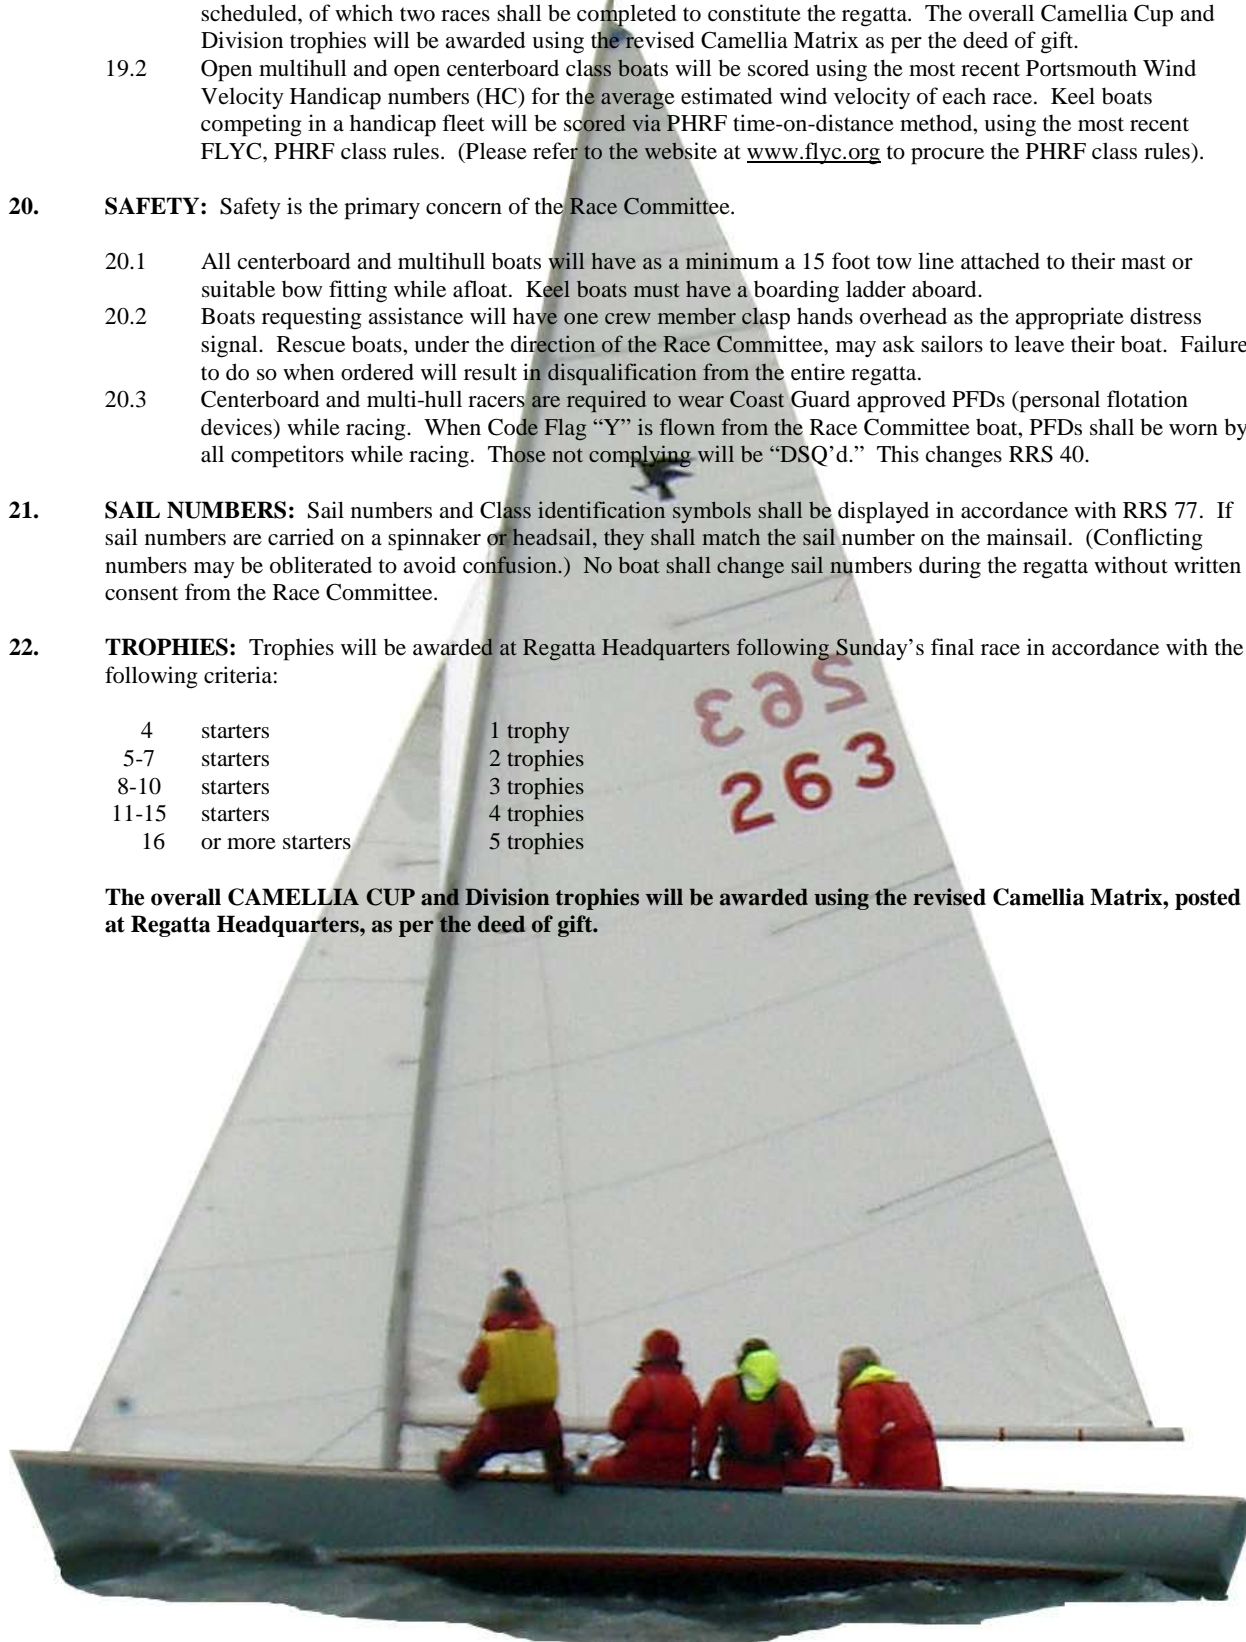 scheduled, of which two races shall be completed to constitute the regatta. The overall Camellia Cup and
Division trophies will be awarded using the revised Camellia Matrix as per the deed of gift.
19.2 Open multihull and open centerboard class boats will be scored using the most recent Portsmouth Wind
Velocity Handicap numbers (HC) for the average estimated wind velocity of each race. Keel boats
competing in a handicap fleet will be scored via PHRF time-on-distance method, using the most recent
FLYC, PHRF class rules. (Please refer to the website at www.flyc.org to procure the PHRF class rules).
20. SAFETY: Safety is the primary concern of the Race Committee.
20.1 All centerboard and multihull boats will have as a minimum a 15 foot tow line attached to their mast or
suitable bow fitting while afloat. Keel boats must have a boarding ladder aboard.
20.2 Boats requesting assistance will have one crew member clasp hands overhead as the appropriate distress
signal. Rescue boats, under the direction of the Race Committee, may ask sailors to leave their boat. Failure
to do so when ordered will result in disqualification from the entire regatta.
20.3 Centerboard and multi-hull racers are required to wear Coast Guard approved PFDs (personal flotation
devices) while racing. When Code Flag “Y” is flown from the Race Committee boat, PFDs shall be worn by
all competitors while racing. Those not complying will be “DSQ’d.” This changes RRS 40.
21. SAIL NUMBERS: Sail numbers and Class identification symbols shall be displayed in accordance with RRS 77. If
sail numbers are carried on a spinnaker or headsail, they shall match the sail number on the mainsail. (Conflicting
numbers may be obliterated to avoid confusion.) No boat shall change sail numbers during the regatta without written
consent from the Race Committee.
22. TROPHIES: Trophies will be awarded at Regatta Headquarters following Sunday’s final race in accordance with the
following criteria:
4 starters 1 trophy
5-7 starters 2 trophies
8-10 starters 3 trophies
11-15 starters 4 trophies
16 or more starters 5 trophies
263
263
The overall CAMELLIA CUP and Division trophies will be awarded using the revised Camellia Matrix, posted
at Regatta Headquarters, as per the deed of gift.